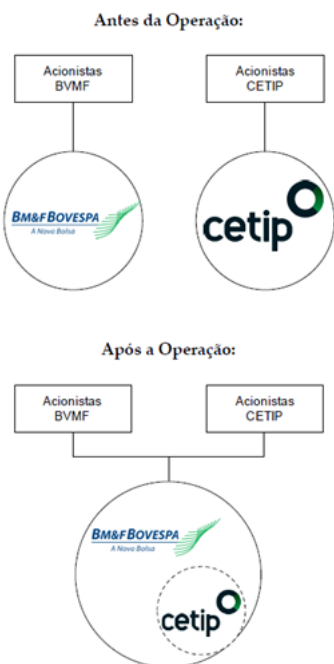 Antes da Operação:
Acionistas
BVMF
Acionistas
CETIP
BM&FBOVESPA
A Nova Bolsa
cetip
Após a Operação:
Acionistas
BVMF
Acionistas
CETIP
BM&FBOVESPA
A Nova Bolsa
cetip